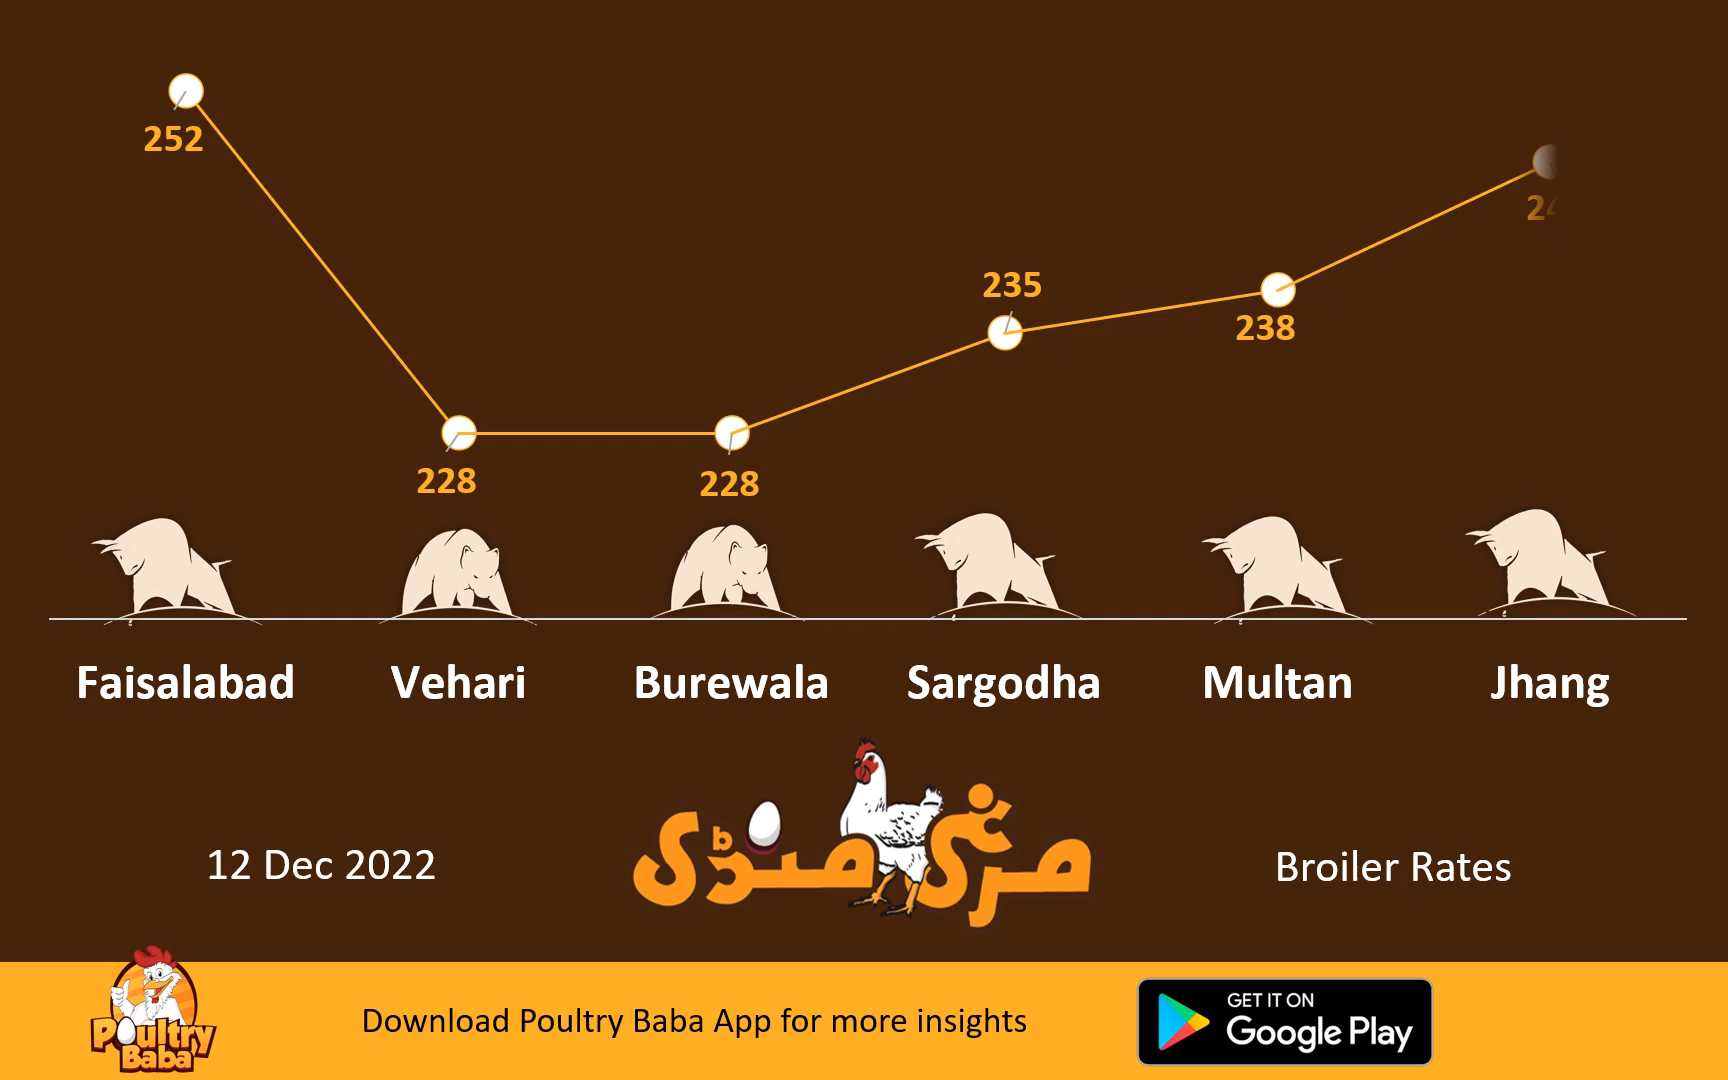 252
235
238
228
228
Faisalabad
Vehari
Burewala
Sargodha
Multan
Jhang
مرغی منڈی
12 Dec 2022
Broiler Rates
Poultry
Baba
Download Poultry Baba App for more insights
GET IT ON
Google Play